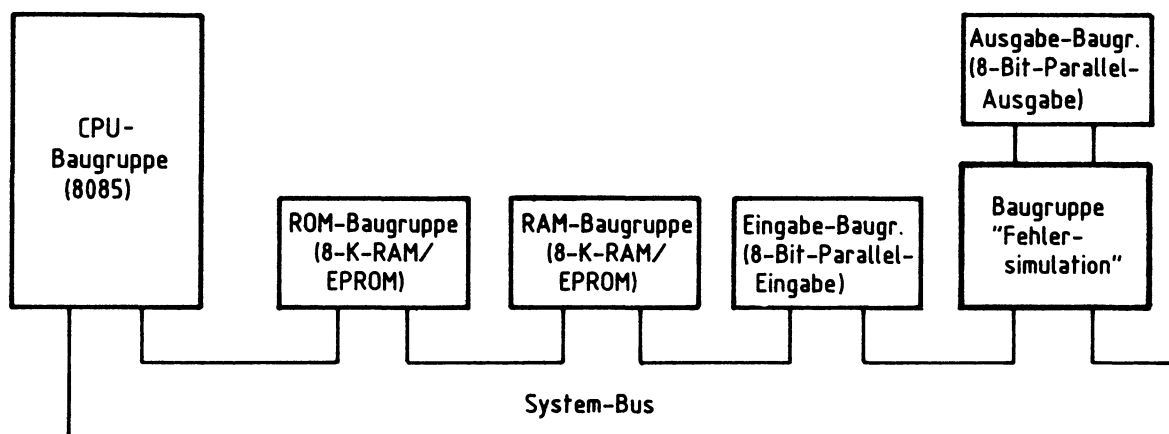 CPU-
Baugruppe
(8085)
ROM-Baugruppe
(8-K-RAM/
EPROM)
RAM-Baugruppe
(8-K-RAM/
EPROM)
Eingabe-Baugr.
(8-Bit-Parallel-
Eingabe)
Ausgabe-Baugr.
(8-Bit-Parallel-
Ausgabe)
Baugruppe
"Fehler-
simulation"
System-Bus